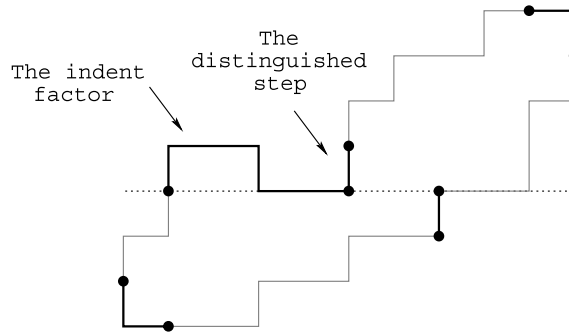 The indent
factor
The
distinguished
step